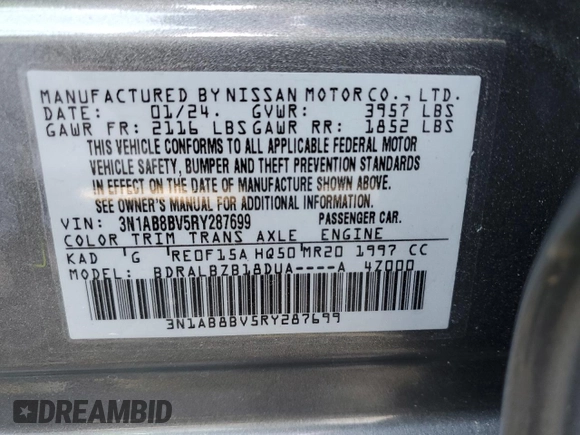 MANUFACTURED BY NISSAN MOTOR CO., LTD.
DATE: 01/24. GVWR: 3957 LBS
GAWR FR: 2116 LBS GAWR RR: 1852 LBS
THIS VEHICLE CONFORMS TO ALL APPLICABLE FEDERAL MOTOR
VEHICLE SAFETY, BUMPER AND THEFT PREVENTION STANDARDS
IN EFFECT ON THE DATE OF MANUFACTURE SHOWN ABOVE.
SEE OWNER'S MANUAL FOR ADDITIONAL INFORMATION.
VIN: 3N1AB8BV5RY287699 PASSENGER CAR.
COLOR TRIM TRANS AXLE ENGINE
KAD G RE0F15A HQ50 MR20 1997 CC
MODEL: BDRALBZB18DUA----A 47000
3N1AB8BV5RY287699
DREAMBID